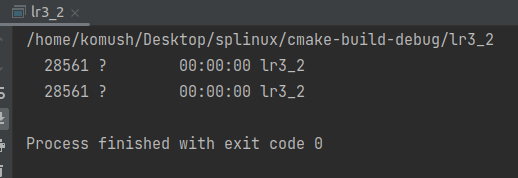 lr3_2
/home/komush/Desktop/splinux/cmake-build-debug/lr3_2
28561 ? 00:00:00 lr3_2
28561 ? 00:00:00 lr3_2
Process finished with exit code 0